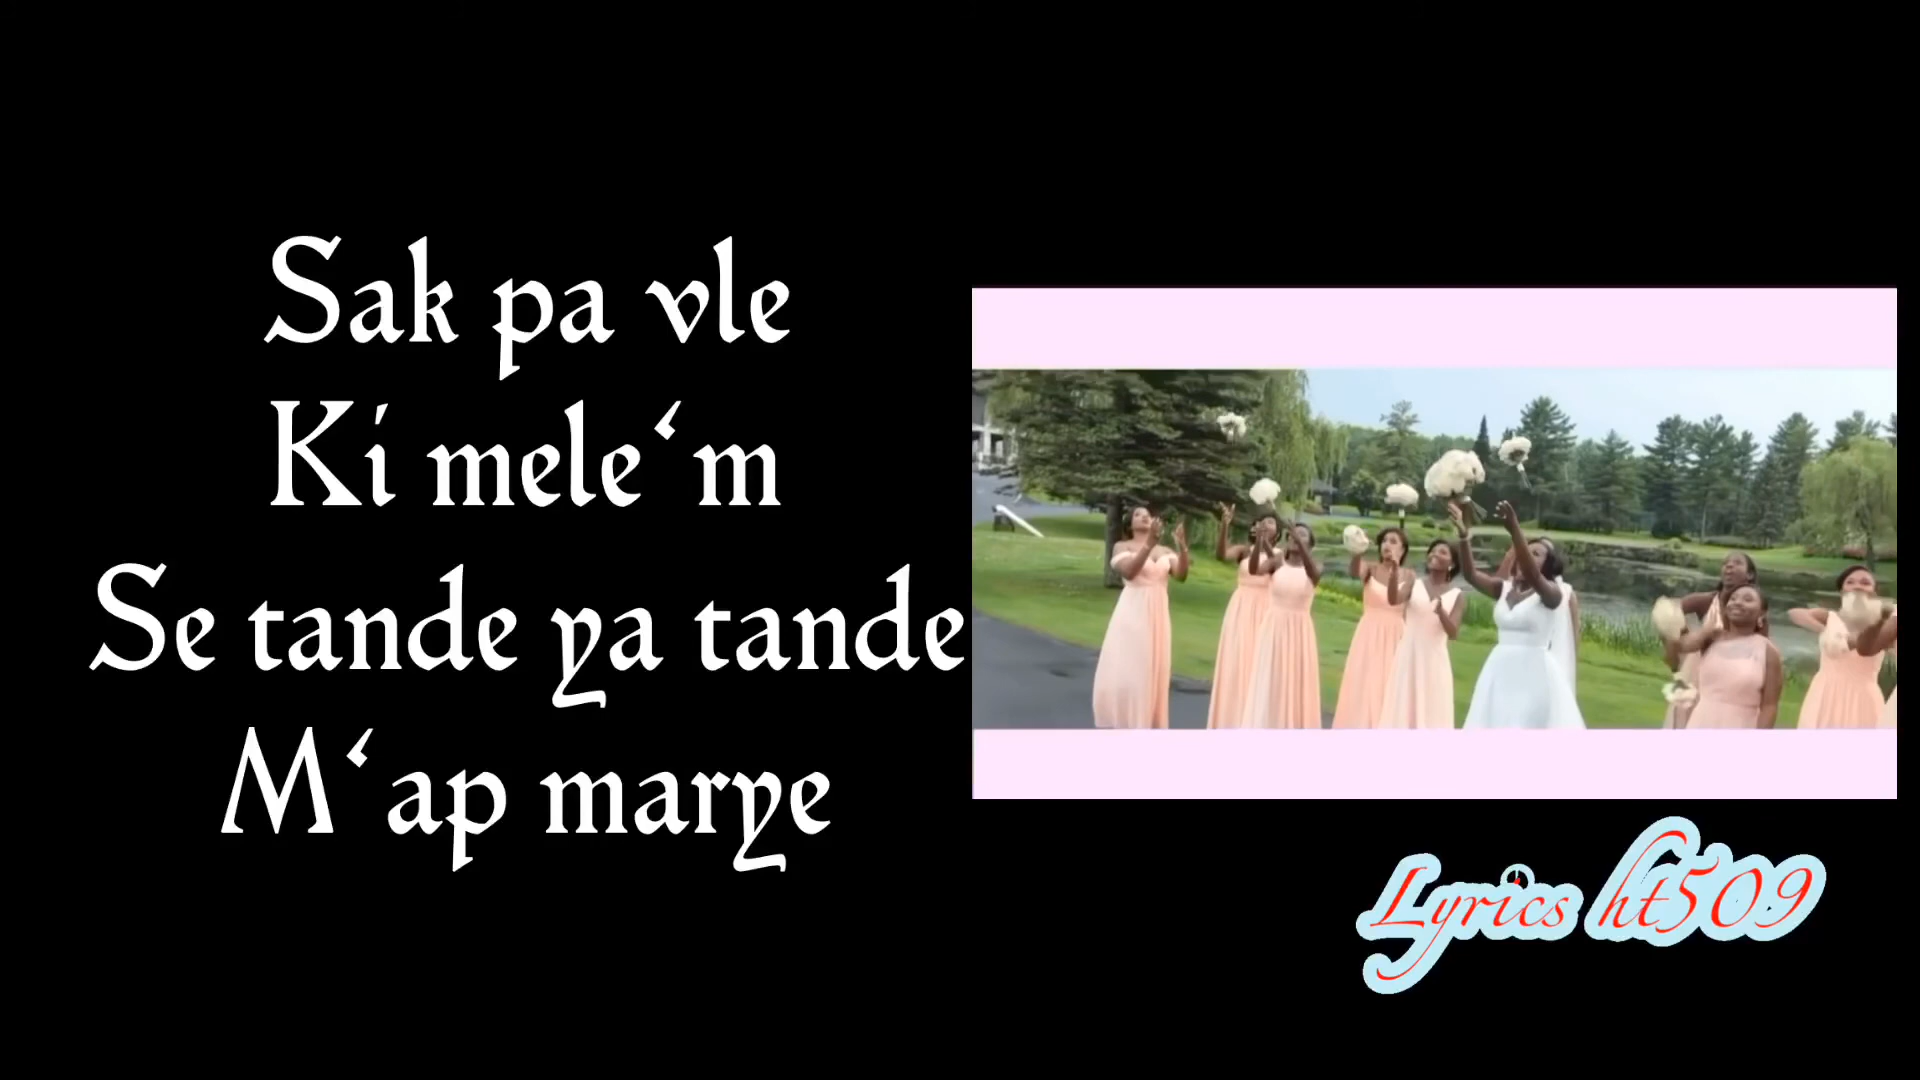 Sak pa vle
Ki mele‘m
Se tande ya tande
M‘ap marye
Lyrics ht509